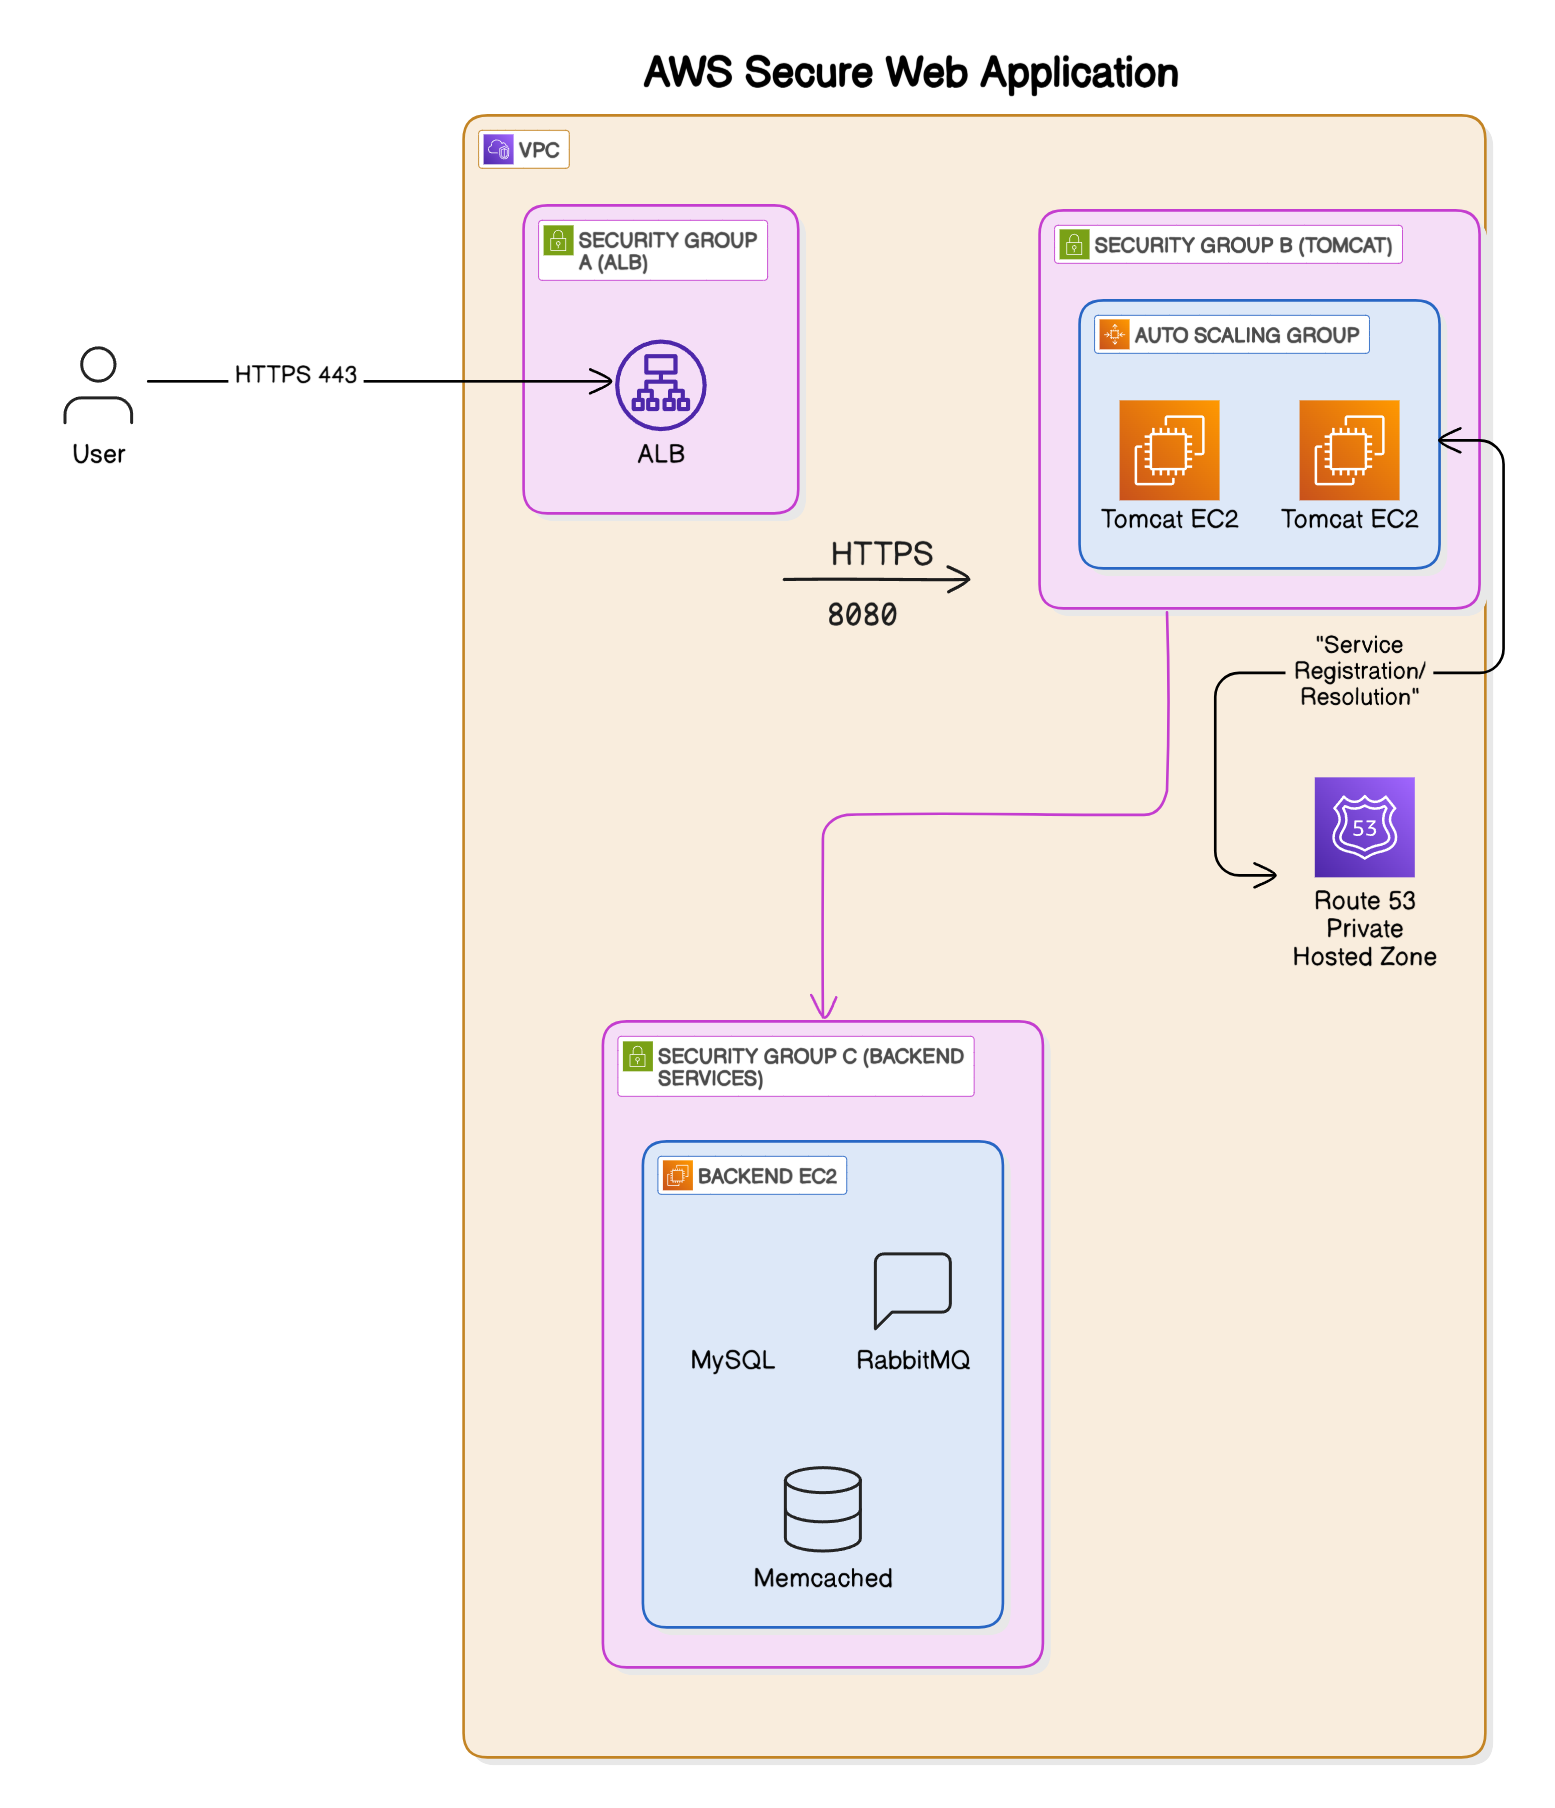 AWS Secure Web Application
VPC
SECURITY GROUP
A (ALB)
SECURITY GROUP B (TOMCAT)
AUTO SCALING GROUP
HTTPS 443
User
ALB
Tomcat EC2
Tomcat EC2
HTTPS
8080
"Service
Registration/
Resolution"
53
Route 53
Private
Hosted Zone
SECURITY GROUP C (BACKEND
SERVICES)
BACKEND EC2
MySQL
RabbitMQ
Memcached